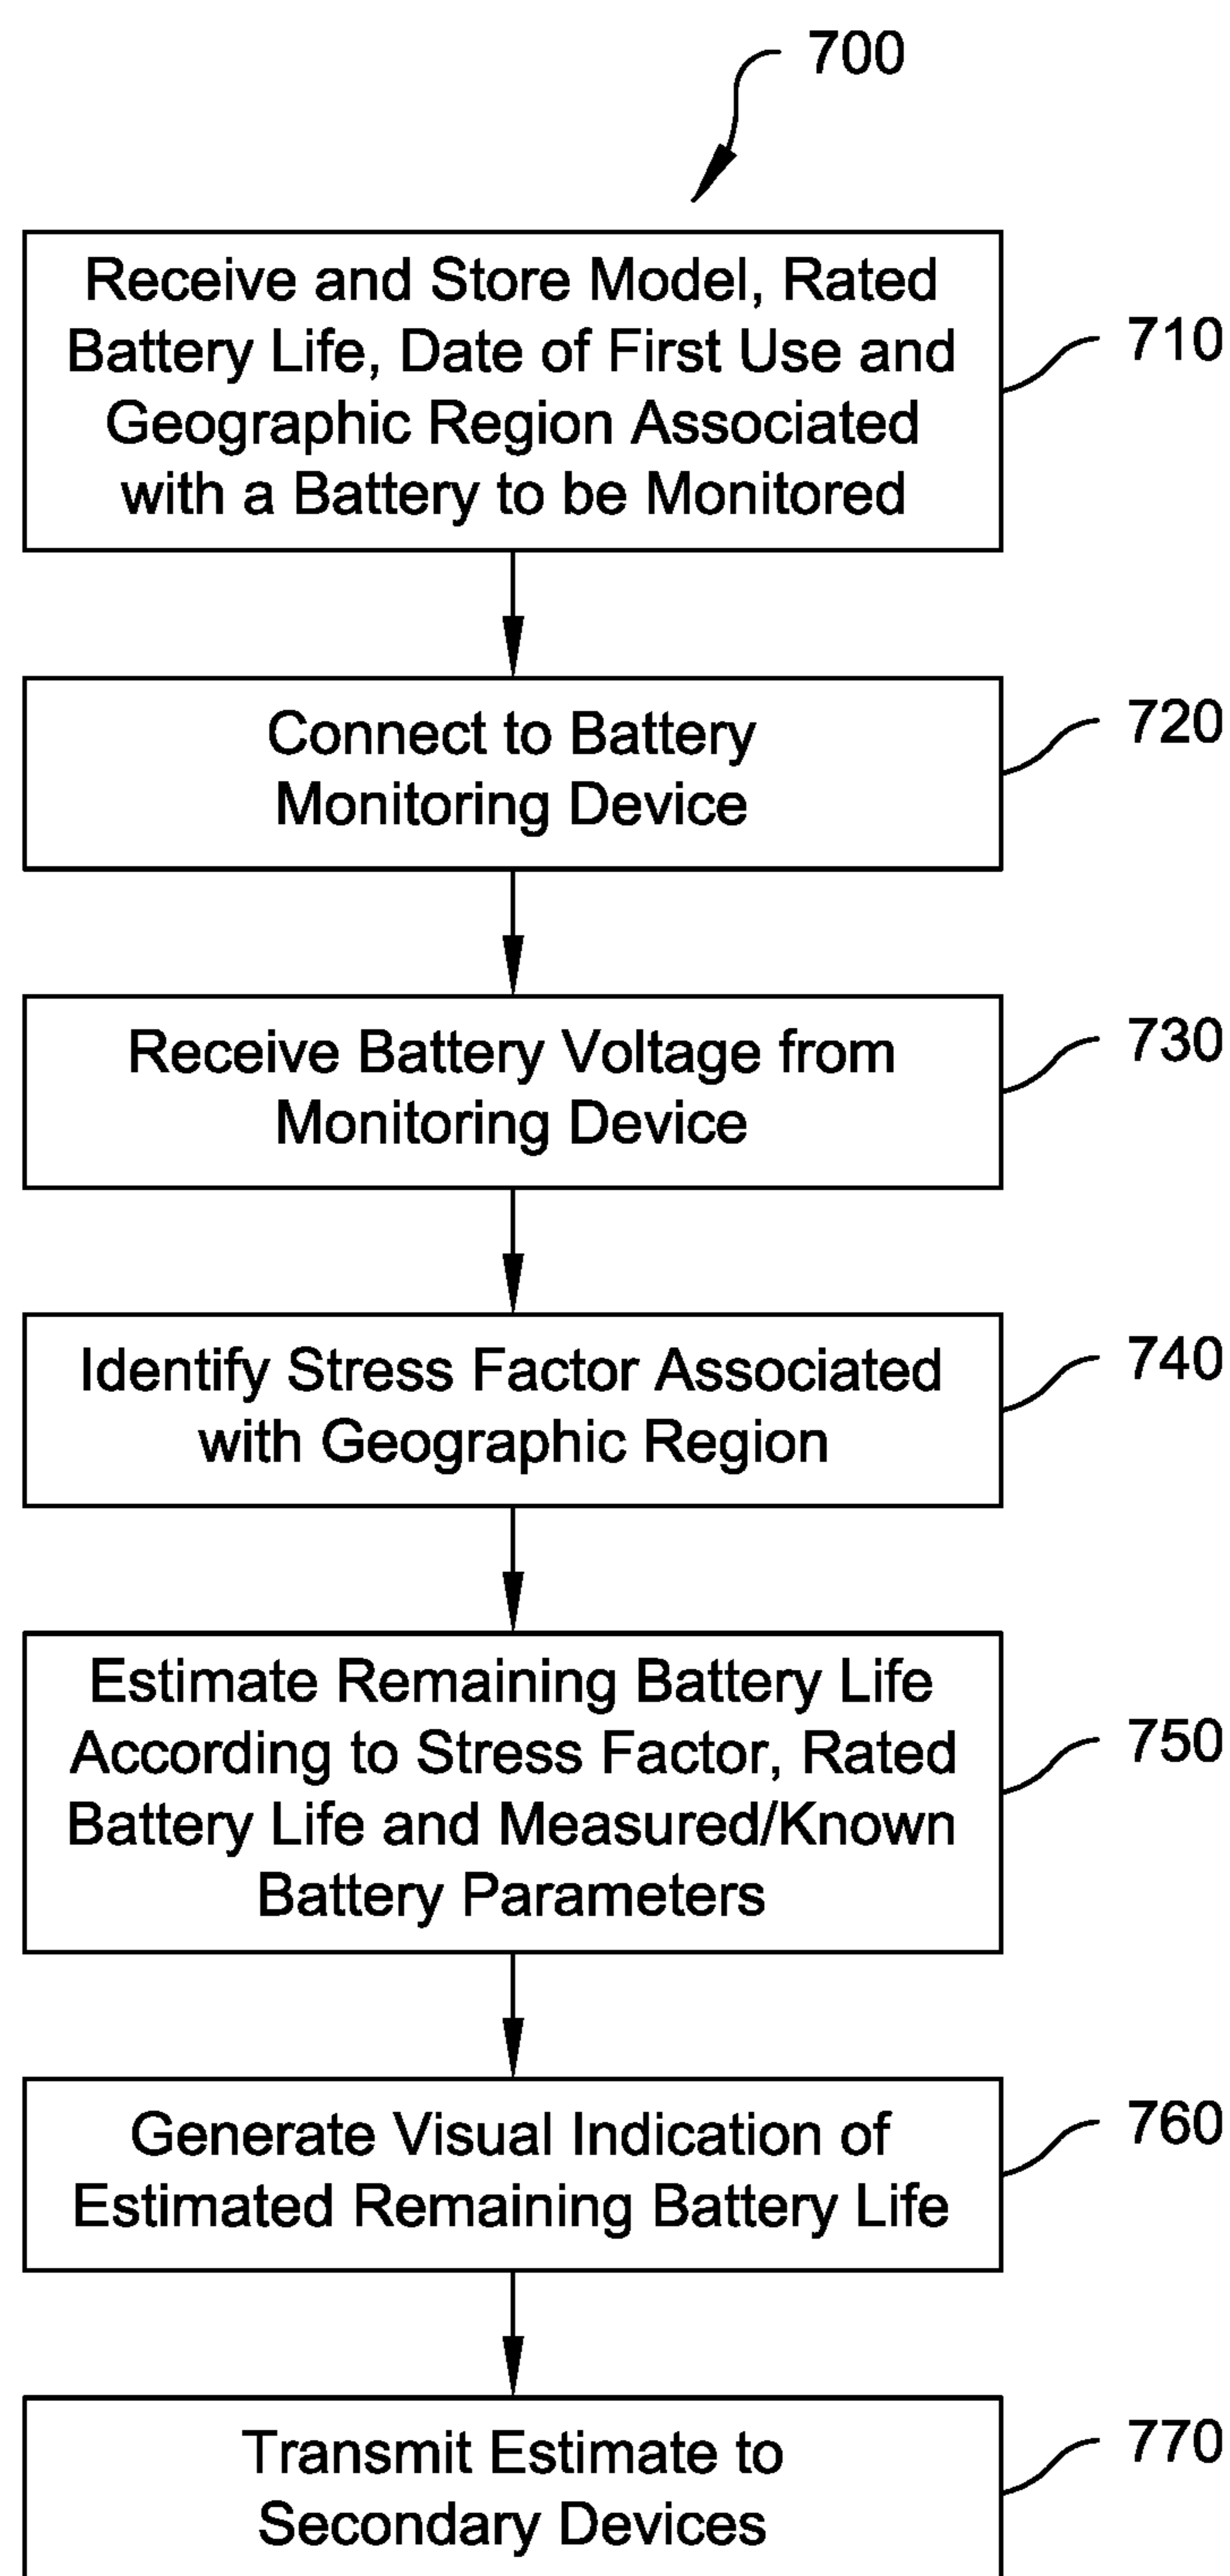 700
Receive and Store Model, Rated
Battery Life, Date of First Use and
Geographic Region Associated
with a Battery to be Monitored
710
Connect to Battery
Monitoring Device
720
Receive Battery Voltage from
Monitoring Device
730
Identify Stress Factor Associated
with Geographic Region
740
Estimate Remaining Battery Life
According to Stress Factor, Rated
Battery Life and Measured/Known
Battery Parameters
750
Generate Visual Indication of
Estimated Remaining Battery Life
760
Transmit Estimate to
Secondary Devices
770